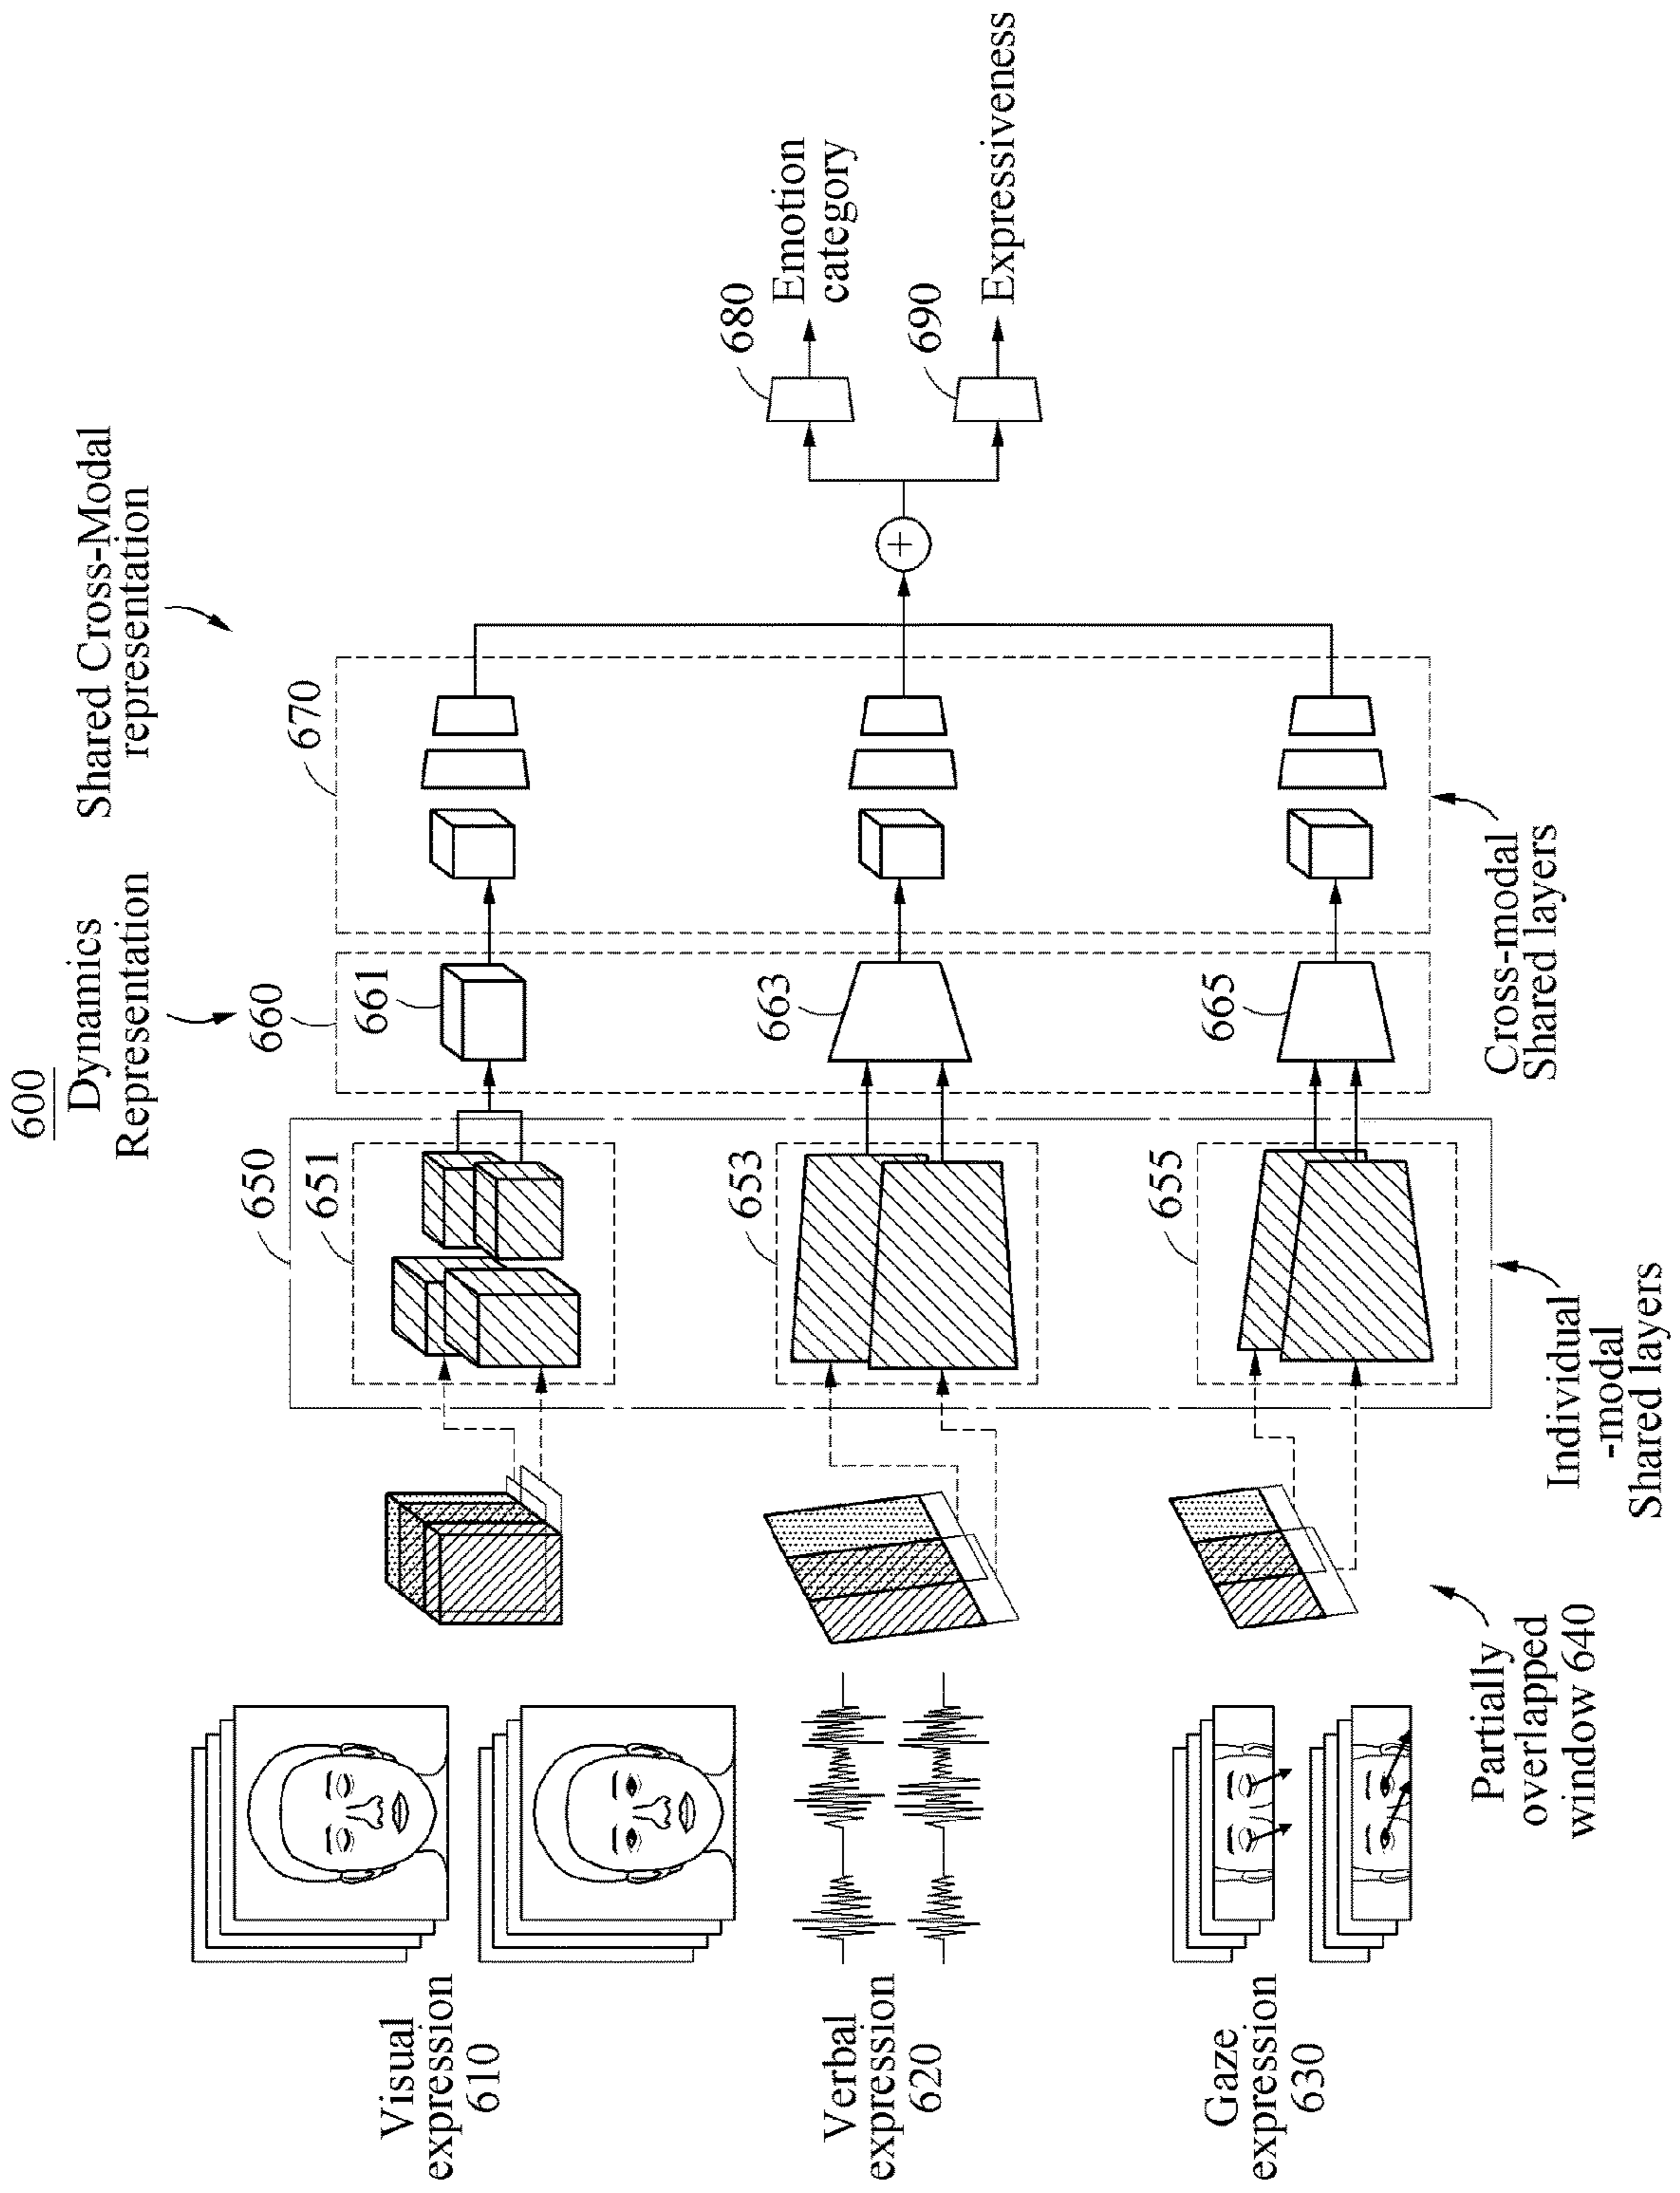 600
Dynamics
Representation
Shared Cross-Modal
representation
660
670
650
651
661
653
663
655
665
680
Emotion
category
690
Expressiveness
Visual
expression
610
Verbal
expression
620
Gaze
expression
630
Partially
overlapped
window 640
Individual
-modal
Shared layers
Cross-modal
Shared layers
+